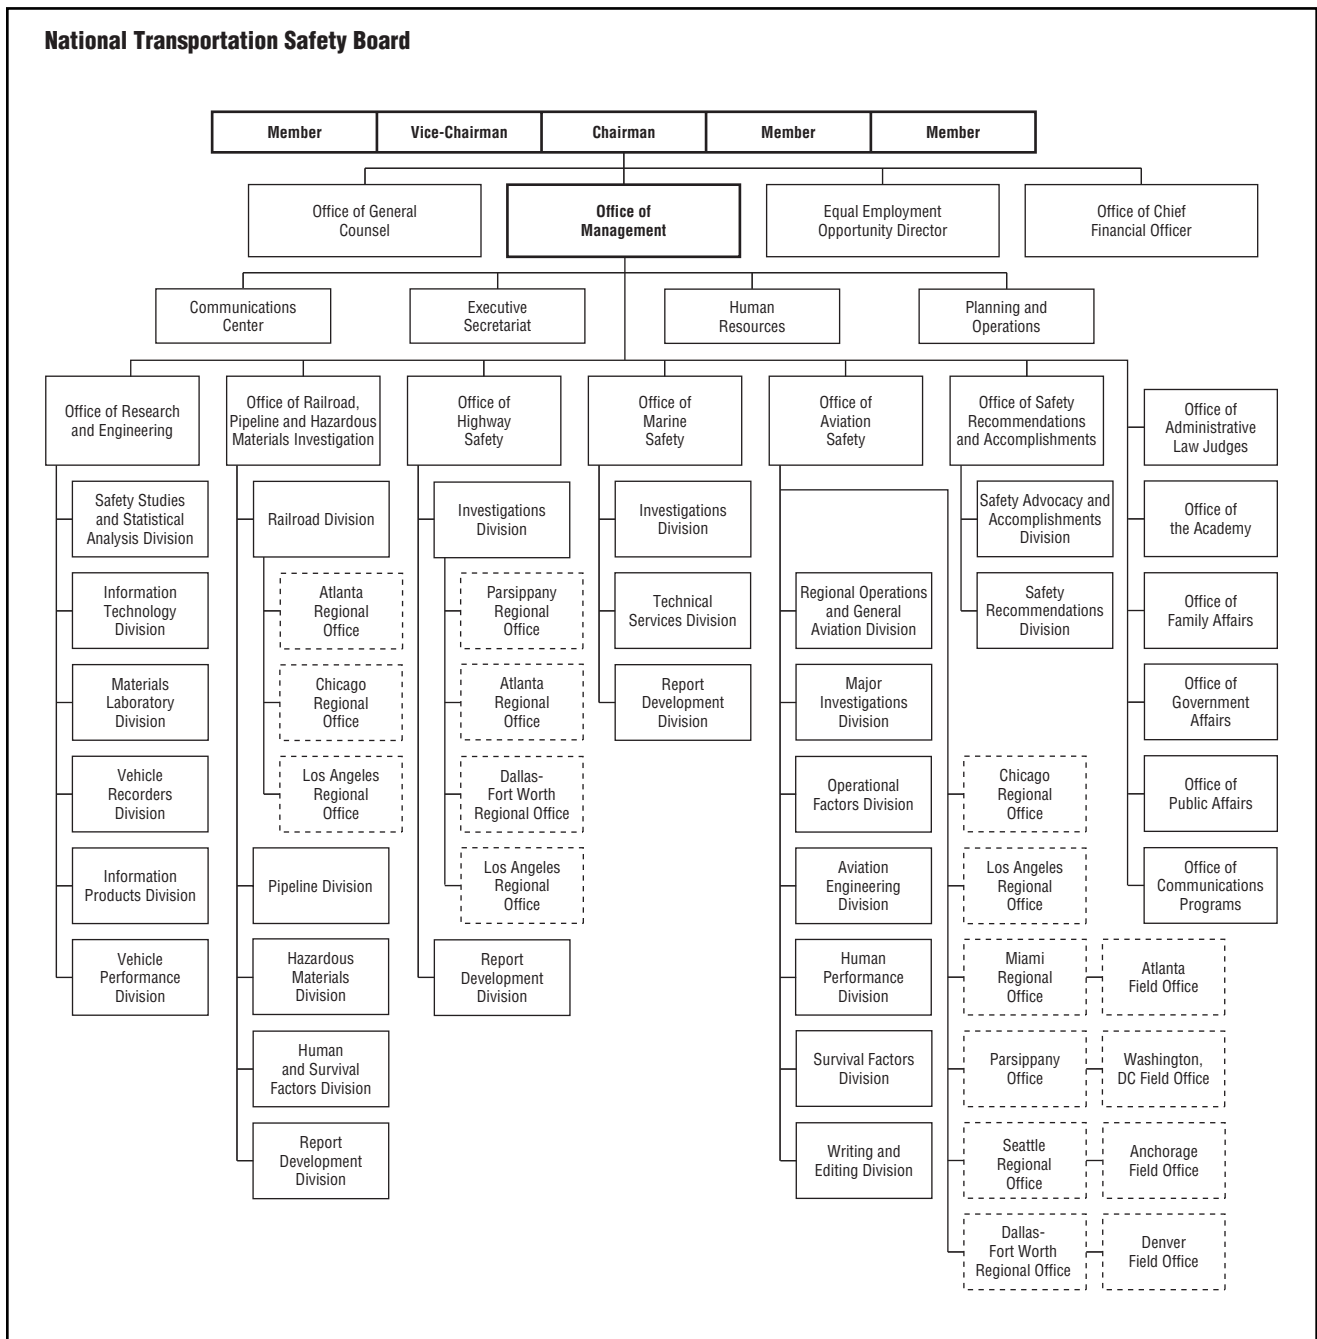 National Transportation Safety Board
Member
Vice-Chairman
Chairman
Member
Member
Office of General
Counsel
Office of
Management
Equal Employment
Opportunity Director
Office of Chief
Financial Officer
Communications
Center
Executive
Secretariat
Human
Resources
Planning and
Operations
Office of Research
and Engineering
Office of Railroad,
Pipeline and Hazardous
Materials Investigation
Office of
Highway
Safety
Office of
Marine
Safety
Office of
Aviation
Safety
Office of Safety
Recommendations
and Accomplishments
Office of
Administrative
Law Judges
Safety Studies
and Statistical
Analysis Division
Information
Technology
Division
Materials
Laboratory
Division
Vehicle
Recorders
Division
Information
Products Division
Vehicle
Performance
Division
Railroad Division
Atlanta
Regional
Office
Chicago
Regional
Office
Los Angeles
Regional
Office
Pipeline Division
Hazardous
Materials
Division
Human
and Survival
Factors Division
Report
Development
Division
Investigations
Division
Parsippany
Regional
Office
Atlanta
Regional
Office
Dallas-
Fort Worth
Regional Office
Los Angeles
Regional
Office
Report
Development
Division
Investigations
Division
Technical
Services Division
Report
Development
Division
Regional Operations
and General
Aviation Division
Major
Investigations
Division
Operational
Factors Division
Aviation
Engineering
Division
Human
Performance
Division
Survival Factors
Division
Writing and
Editing Division
Chicago
Regional
Office
Los Angeles
Regional
Office
Miami
Regional
Office
Atlanta
Field Office
Parsippany
Office
Washington,
DC Field Office
Seattle
Regional
Office
Anchorage
Field Office
Dallas-
Fort Worth
Regional Office
Denver
Field Office
Safety Advocacy and
Accomplishments
Division
Safety
Recommendations
Division
Office of
the Academy
Office of
Family Affairs
Office of
Government
Affairs
Office of
Public Affairs
Office of
Communications
Programs